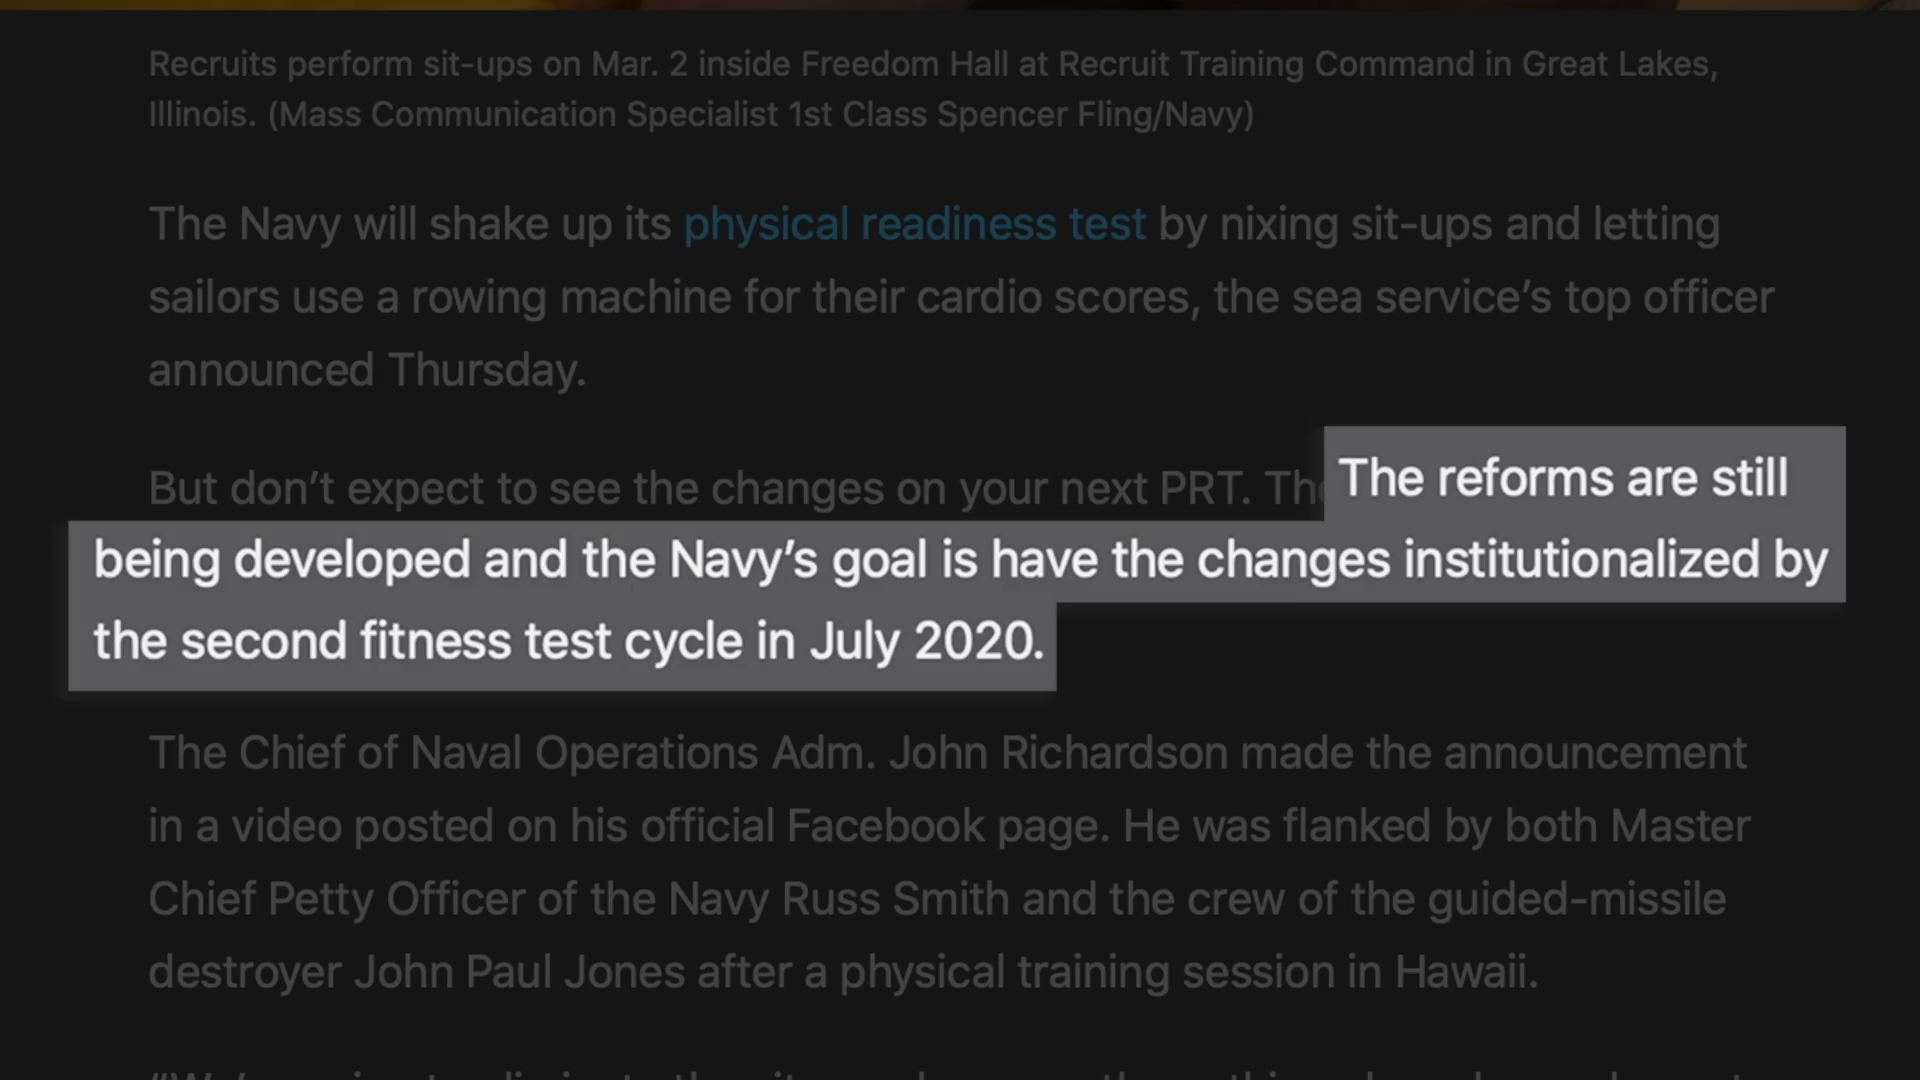 Recruits perform sit-ups on Mar. 2 inside Freedom Hall at Recruit Training Command in Great Lakes,
Illinois. (Mass Communication Specialist 1st Class Spencer Fling/Navy)
The Navy will shake up its physical readiness test by nixing sit-ups and letting
sailors use a rowing machine for their cardio scores, the sea service’s top officer
announced Thursday.
But don’t expect to see the changes on your next PRT. The reforms are still
being developed and the Navy’s goal is have the changes institutionalized by
the second fitness test cycle in July 2020.
The Chief of Naval Operations Adm. John Richardson made the announcement
in a video posted on his official Facebook page. He was flanked by both Master
Chief Petty Officer of the Navy Russ Smith and the crew of the guided-missile
destroyer John Paul Jones after a physical training session in Hawaii.